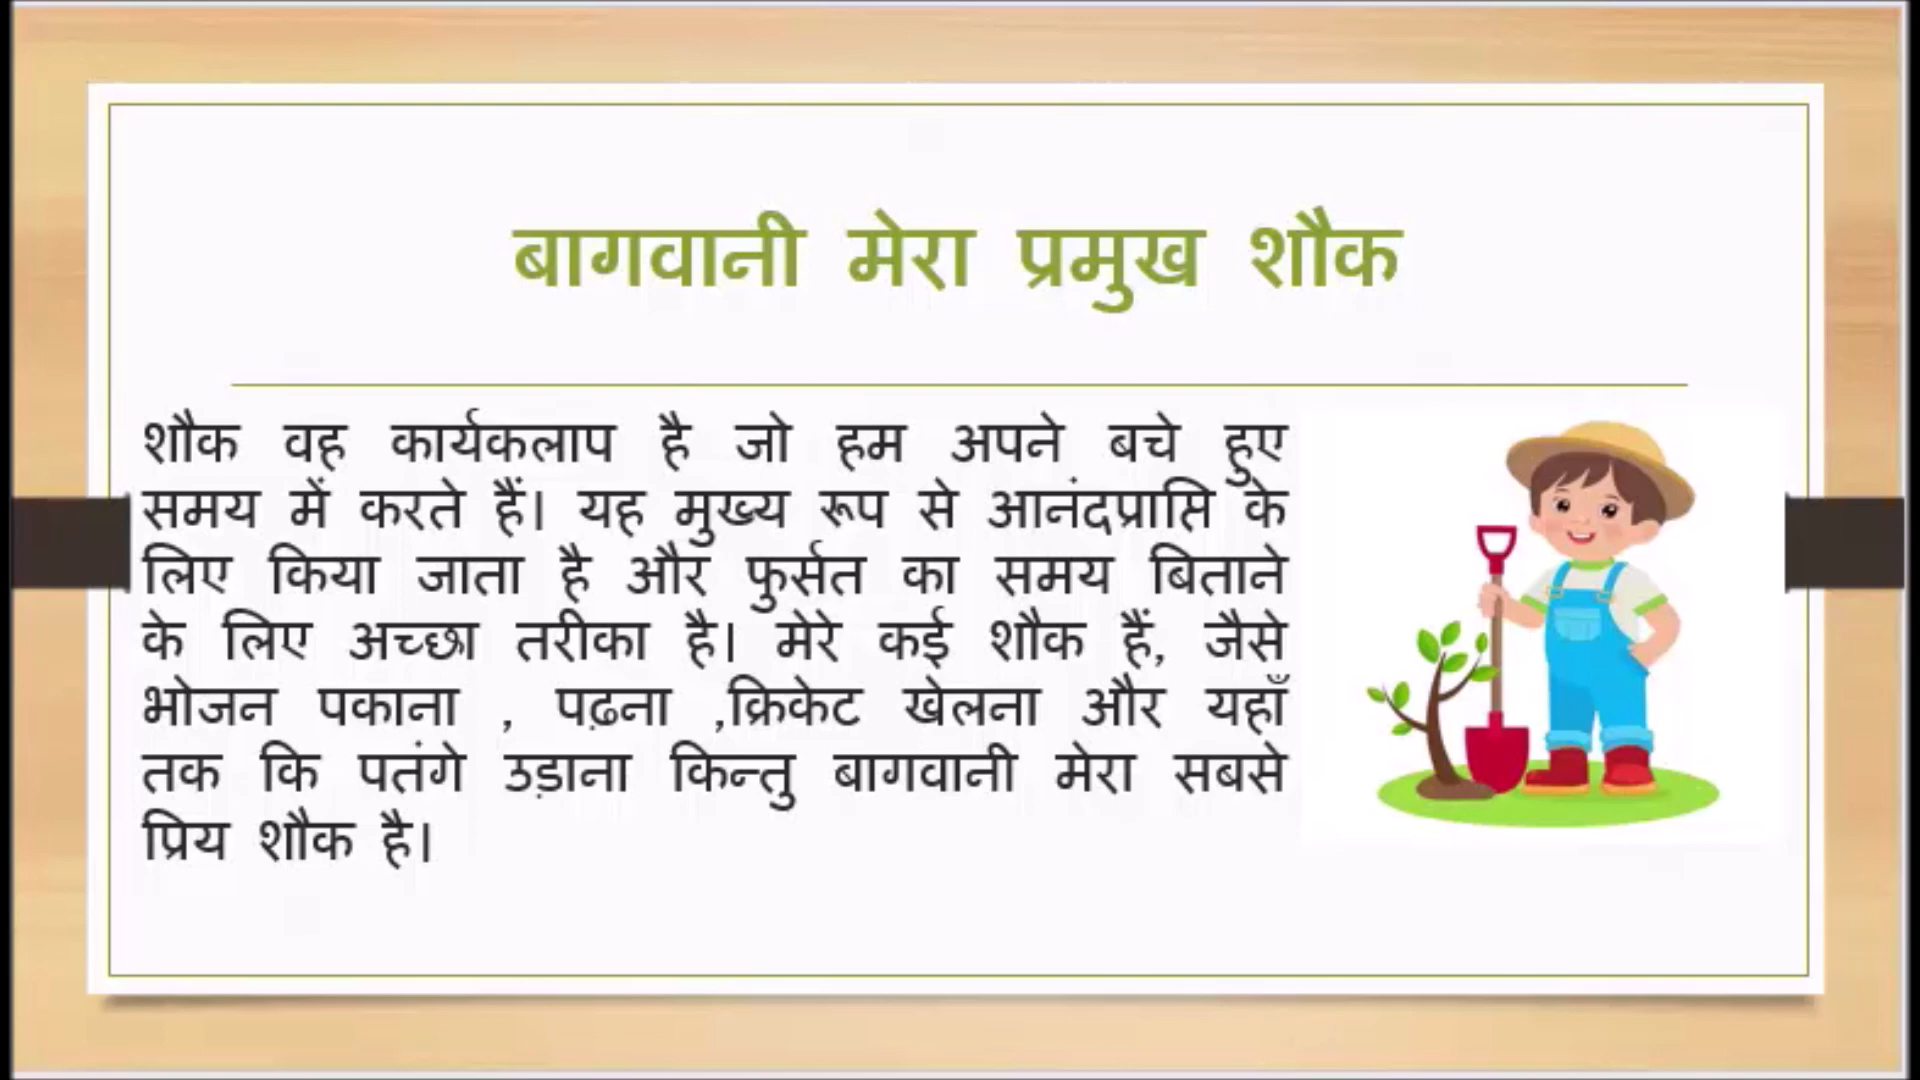 बागवानी मेरा प्रमुख शौक
शौक वह कार्यकलाप है जो हम अपने बचे हुए
समय में करते हैं। यह मुख्य रूप से आनंदप्राप्ति के
लिए किया जाता है और फुर्सत का समय बिताने
के लिए अच्छा तरीका है। मेरे कई शौक हैं, जैसे
भोजन पकाना , पढ़ना ,क्रिकेट खेलना और यहाँ
तक कि पतंगे उड़ाना किन्तु बागवानी मेरा सबसे
प्रिय शौक है।